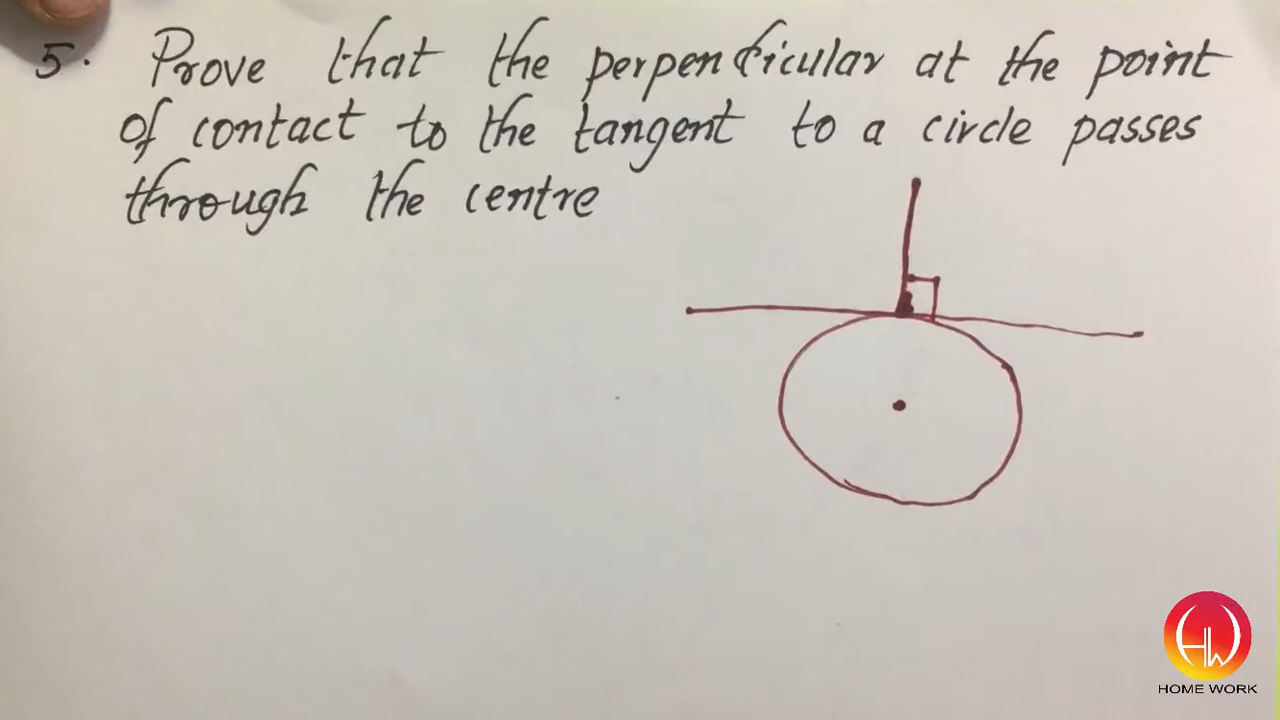 5. Prove that the perpendicular at the point
of contact to the tangent to a circle passes
through the centre
HW
HOME WORK